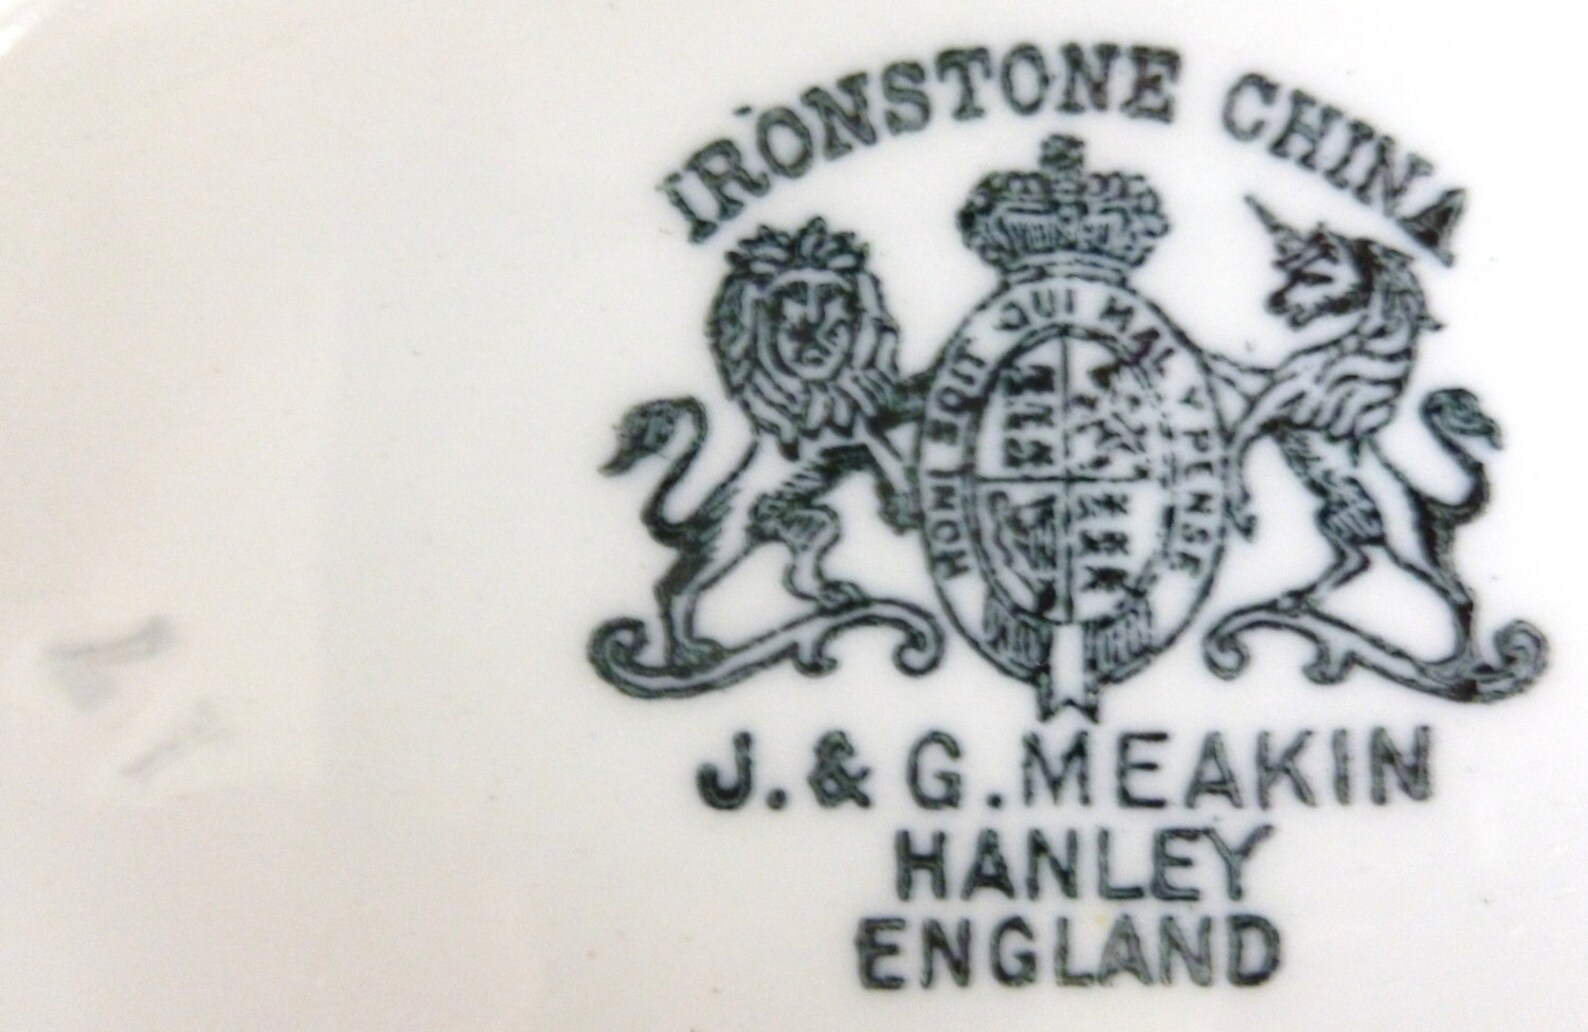 IRONSTONE CHINA
HONI SOIT QUI MAL Y PENSE
J. & G. MEAKIN
HANLEY
ENGLAND